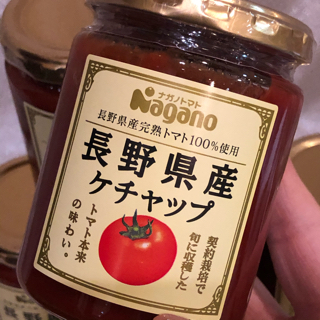 ナガノトマト
Nagano
長野県産完熟トマト100%使用
長野県産
ケチャップ
契約栽培で
旬に収穫した
トマト本来
の味わい。